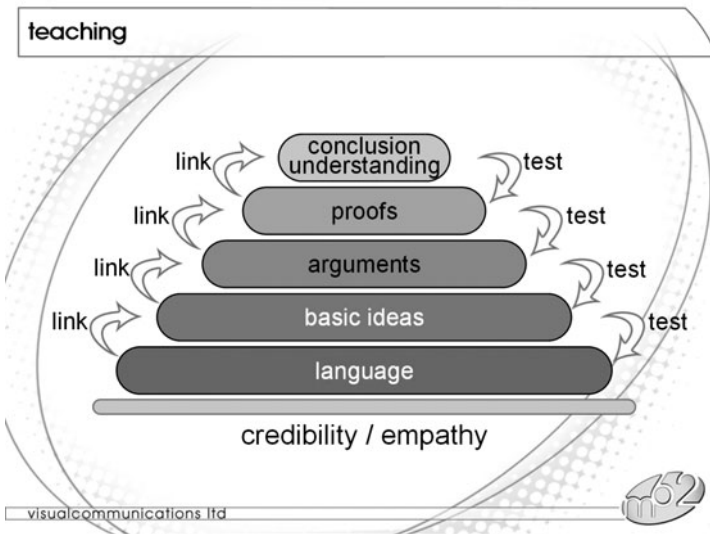 teaching
conclusion
understanding
link
test
proofs
link
test
arguments
link
test
basic ideas
link
test
language
credibility / empathy
visualcommunications ltd
m62